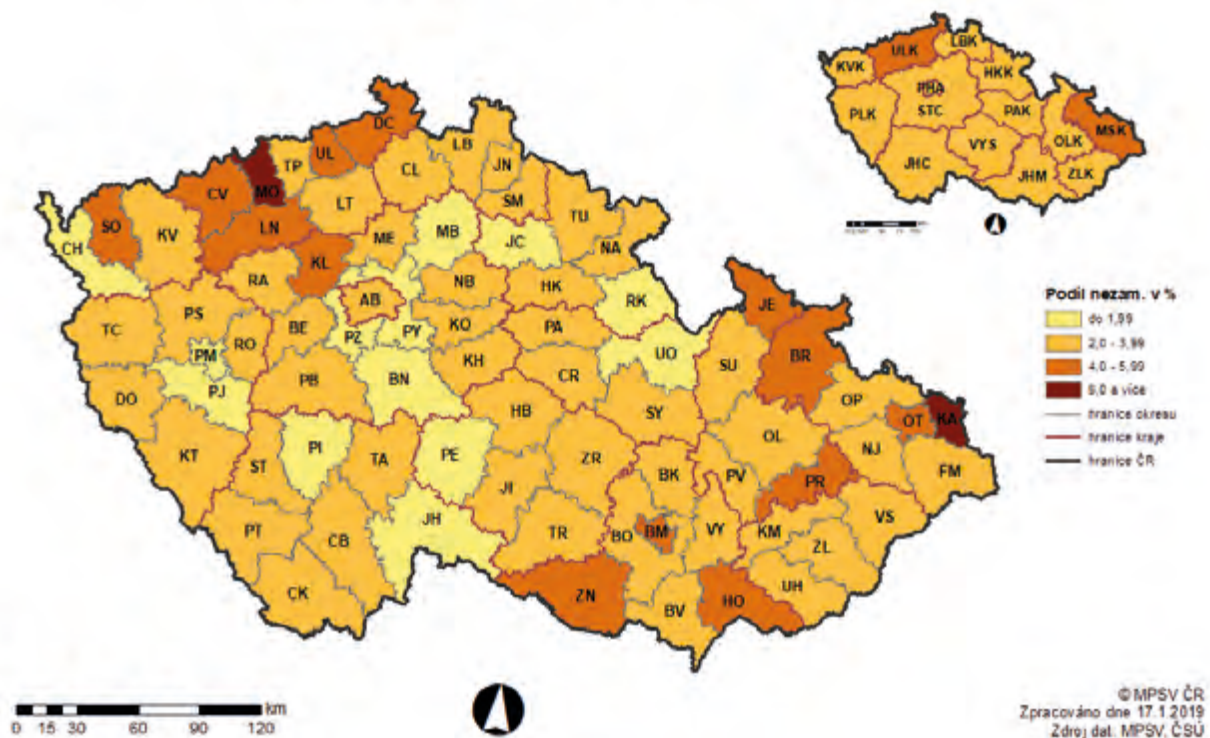 ULK
LBK
KVK
HKK
PHA
STC
PAK
PLK
MSK
OLK
VYS
JHC
JHM
ZLK
DC
LB
UL
TP
JN
MO
CL
CV
LT
SM
SO
LN
TU
CH
KV
ME
MB
JC
NA
KL
RA
NB
HK
AB
RK
JE
TC
PS
BE
KO
PA
RO
PZ
PY
UO
BR
PM
KH
SU
BN
PB
CR
DO
PJ
OP
HB
SY
OT
KA
OL
PI
PE
KT
ST
TA
ZR
NJ
FM
BK
PV
PR
JI
JH
VS
PT
TR
BO
BM
VY
KM
CB
ZL
CK
ZN
BV
HO
UH
Podíl nezam. v %
do 1,99
2,0 - 3,99
4,0 - 5,99
6,0 a více
hranice okresu
hranice kraje
hranice ČR
km
0 15 30 60 90 120
© MPSV ČR
Zpracováno dne 17.1.2019
Zdroj dat: MPSV, ČSÚ